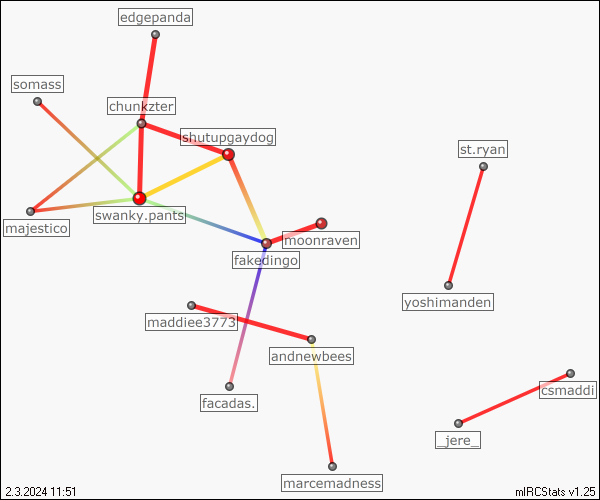 edgepanda
somass
chunkzter
shutupgaydog
st.ryan
swanky.pants
majestico
moonraven
fakedingo
yoshimanden
maddiee3773
andnewbees
csmaddi
facadas.
_jere_
marcemadness
2.3.2024 11:51
mIRCStats v1.25